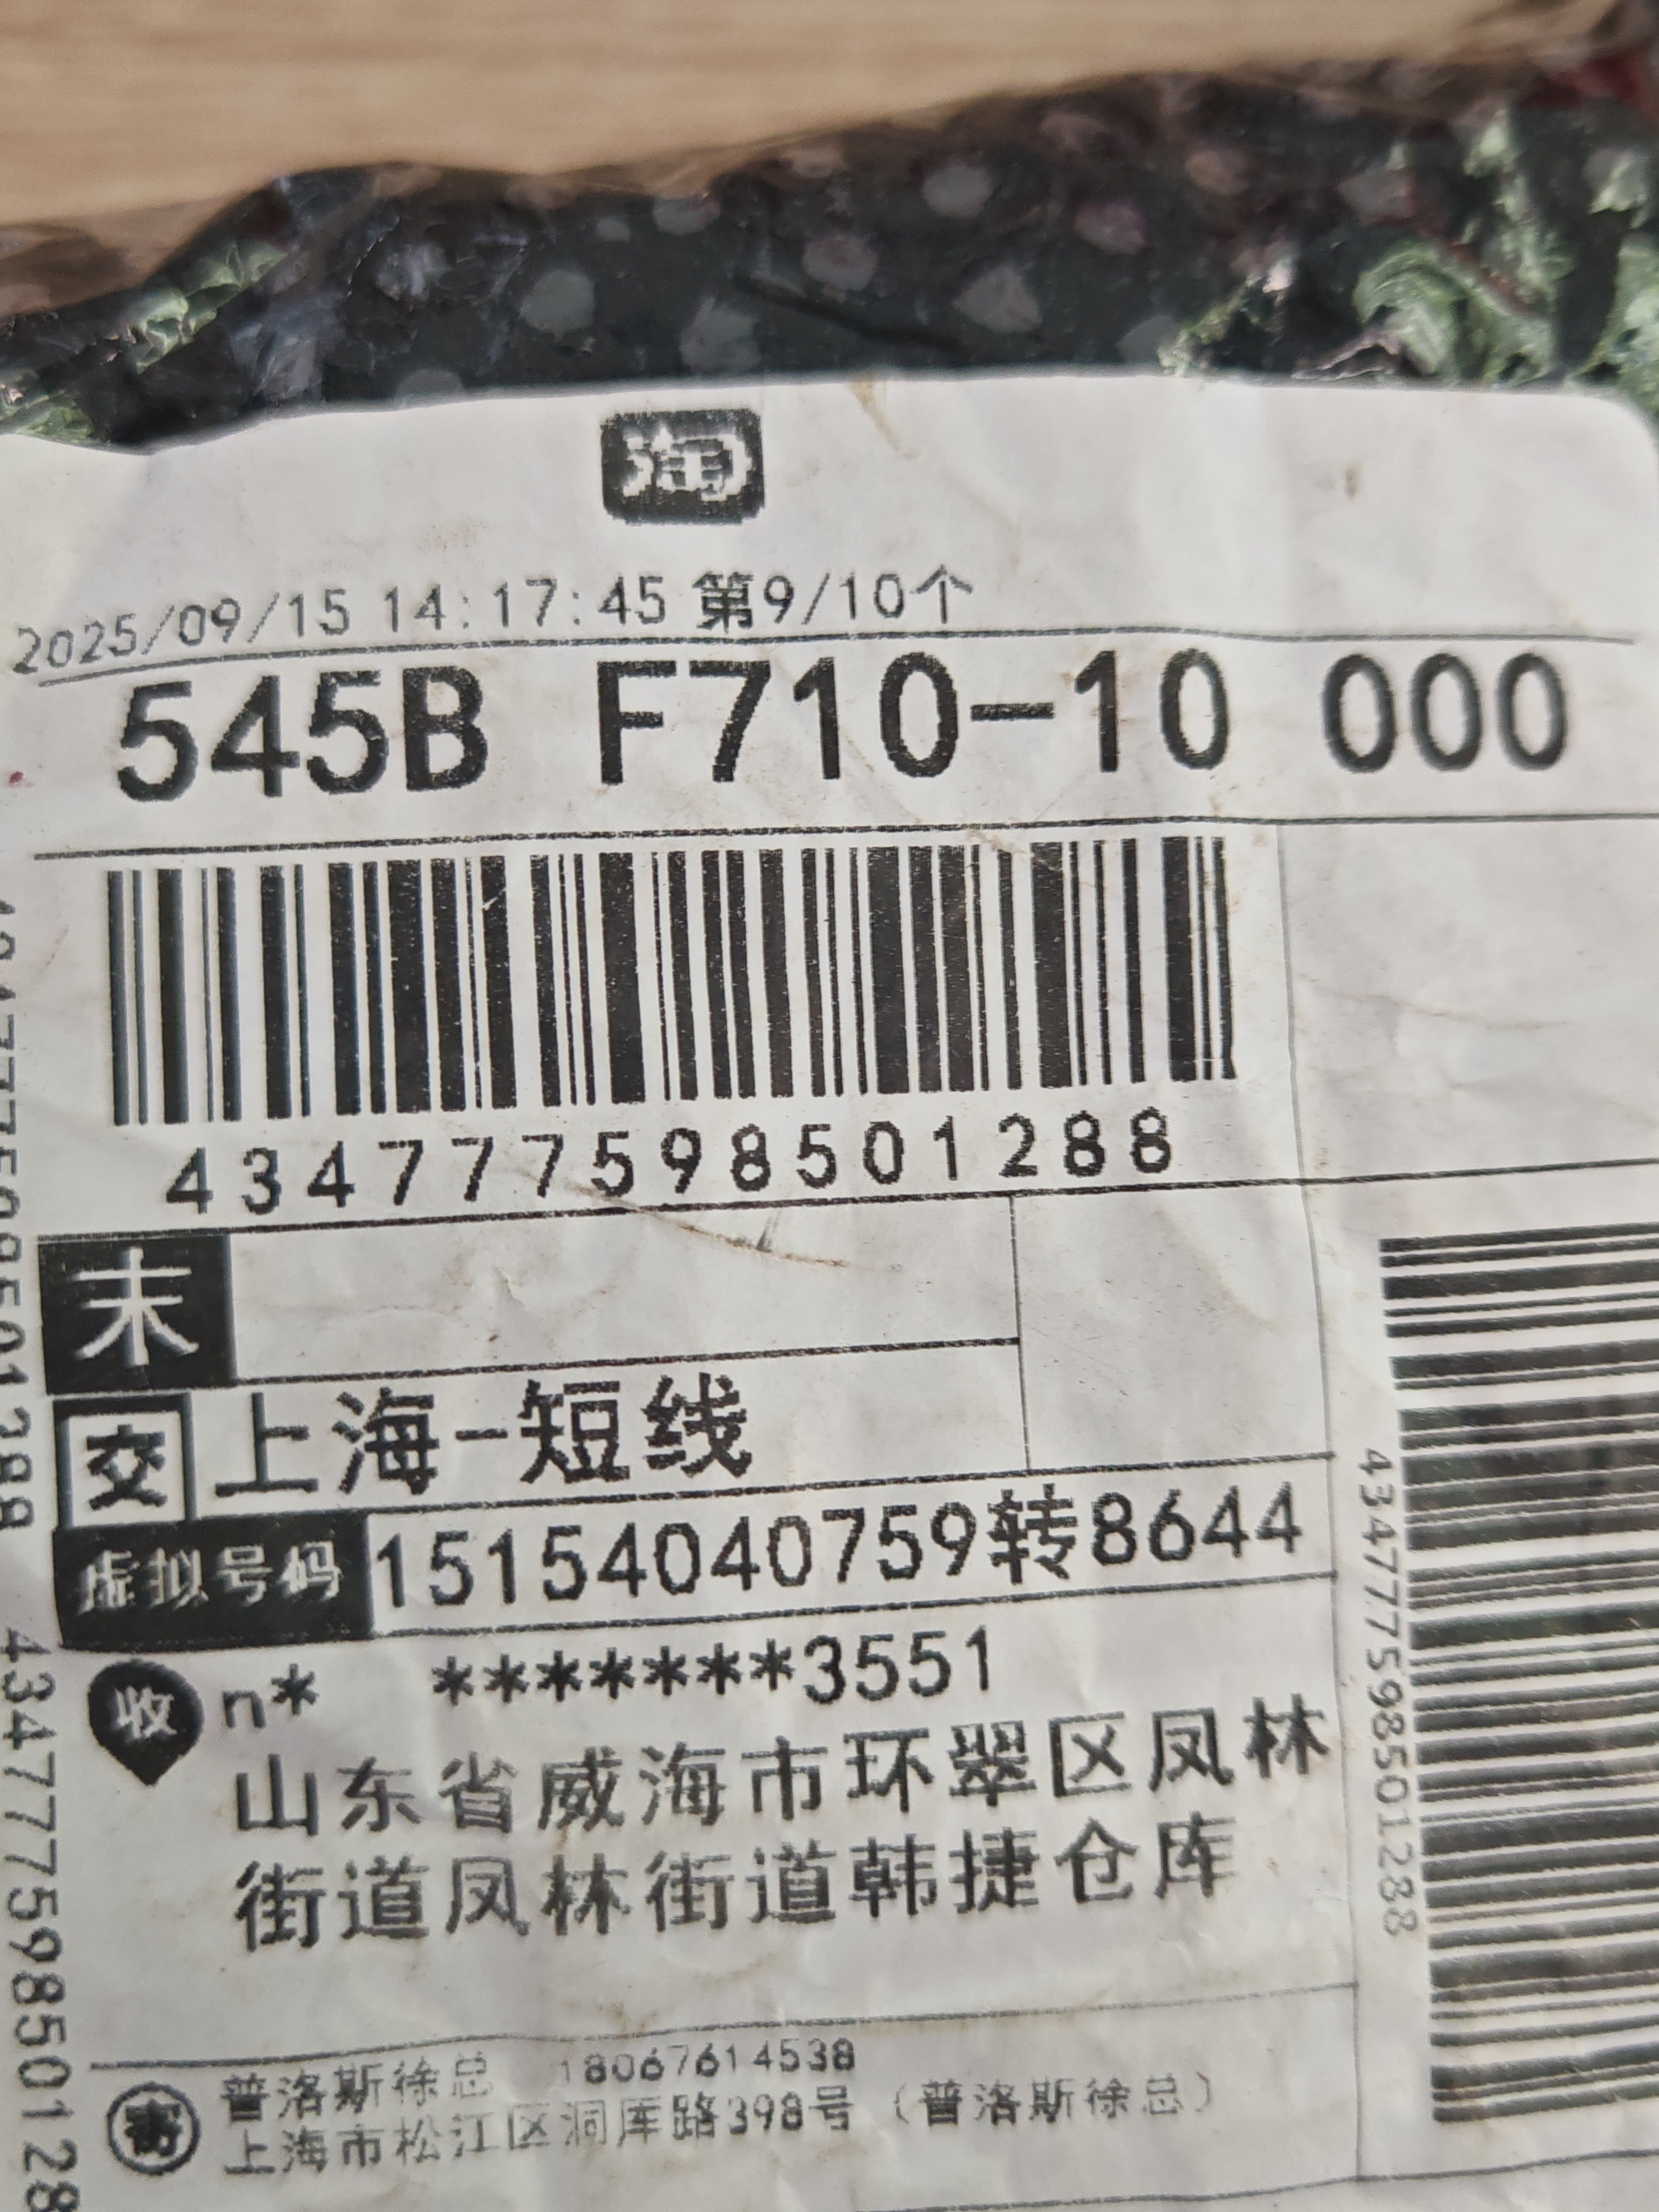 淘
2025/09/15 14:17:45 第9/10个
545B F710-10 000
434777598501288
末
交 上海-短线
虚拟号码 15154040759转8644
收 n* *******3551
山东省威海市环翠区凤林
街道凤林街道韩捷仓库
寄 普洛斯徐总 18067614538
上海市松江区洞厍路398号（普洛斯徐总）
434777598501288
434777598501288